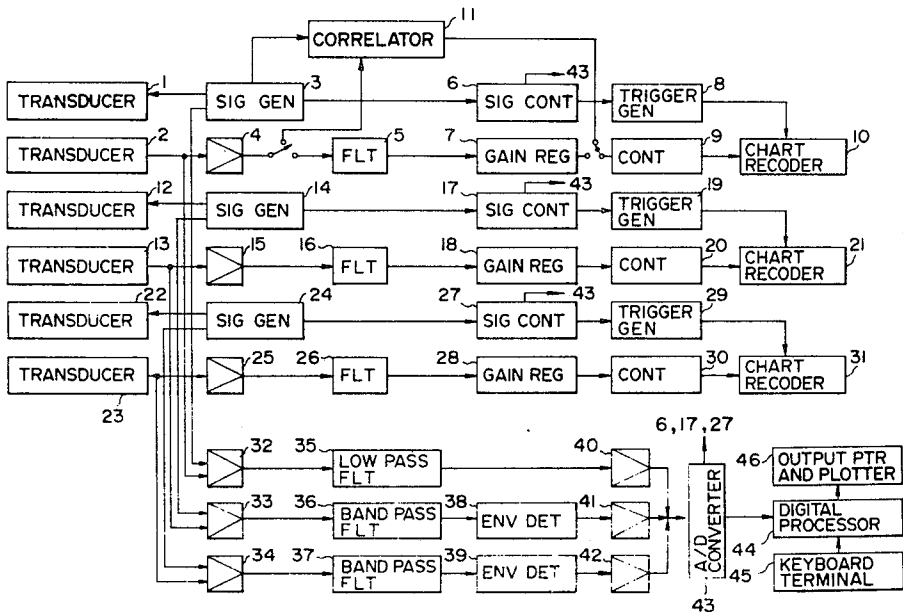 11
CORRELATOR
1 3 6 43 8
TRANSDUCER SIG GEN SIG CONT TRIGGER GEN
2 4 5 7 9 10
TRANSDUCER FLT GAIN REG CONT CHART RECODER
12 14 17 43 19
TRANSDUCER SIG GEN SIG CONT TRIGGER GEN
13 15 16 18 20 21
TRANSDUCER FLT GAIN REG CONT CHART RECODER
22 24 27 43 29
TRANSDUCER SIG GEN SIG CONT TRIGGER GEN
25 26 28 30 31
TRANSDUCER FLT GAIN REG CONT CHART RECODER
23
6, 17, 27
32 35 40 46
LOW PASS FLT OUTPUT PTR AND PLOTTER
33 36 38 41
BAND PASS FLT ENV DET A/D CONVERTER DIGITAL PROCESSOR
44
34 37 39 42
BAND PASS FLT ENV DET KEYBOARD TERMINAL
45
43